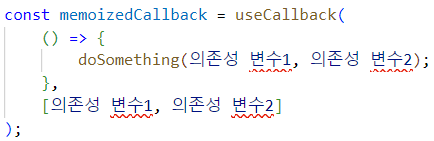 const memoizedCallback = useCallback(
    () => {
        doSomething(의존성 변수1, 의존성 변수2);
    },
    [의존성 변수1, 의존성 변수2]
);